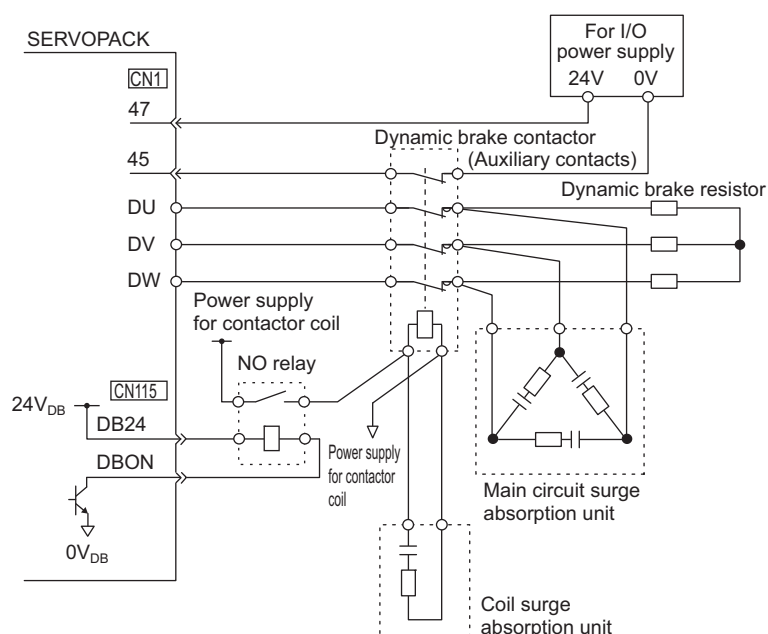 SERVOPACK
For I/O
power supply
24V 0V
CN1
47
Dynamic brake contactor
(Auxiliary contacts)
45
Dynamic brake resistor
DU
DV
DW
Power supply
for contactor coil
NO relay
CN115
24VDB
DB24
DBON
0VDB
Power supply
for contactor
coil
Main circuit surge
absorption unit
Coil surge
absorption unit